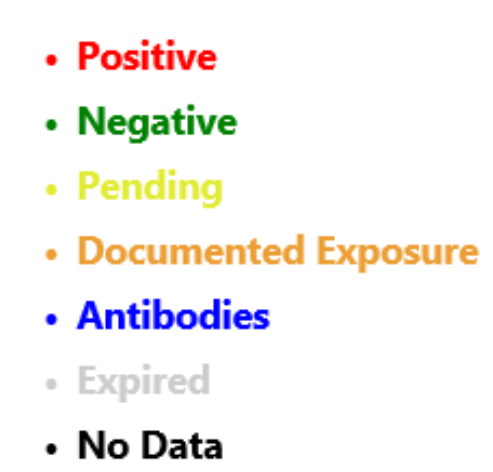 • Positive
• Negative
• Pending
• Documented Exposure
• Antibodies
• Expired
• No Data